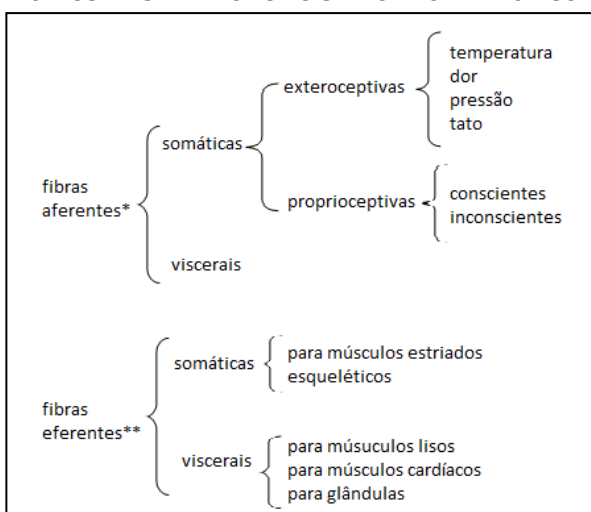 temperatura
dor
exteroceptivas
pressão
tato
somáticas
fibras
aferentes*
proprioceptivas
conscientes
inconscientes
viscerais
somáticas
para músculos estriados
esqueléticos
fibras
eferentes**
viscerais
para músuculos lisos
para músculos cardíacos
para glândulas